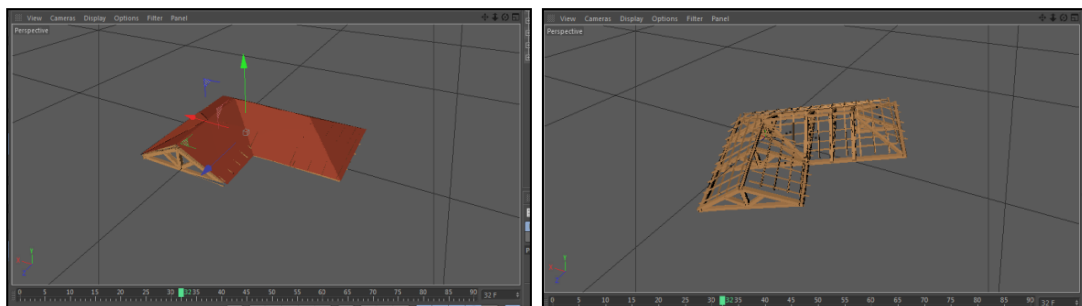 View Cameras Display Options Filter Panel
Perspective
Y
X
Z
0 5 10 15 20 25 30 32 35 40 45 50 55 60 65 70 75 80 85 90 32 F
View Cameras Display Options Filter Panel
Perspective
Y
X
Z
0 5 10 15 20 25 30 32 35 40 45 50 55 60 65 70 75 80 85 90 32 F